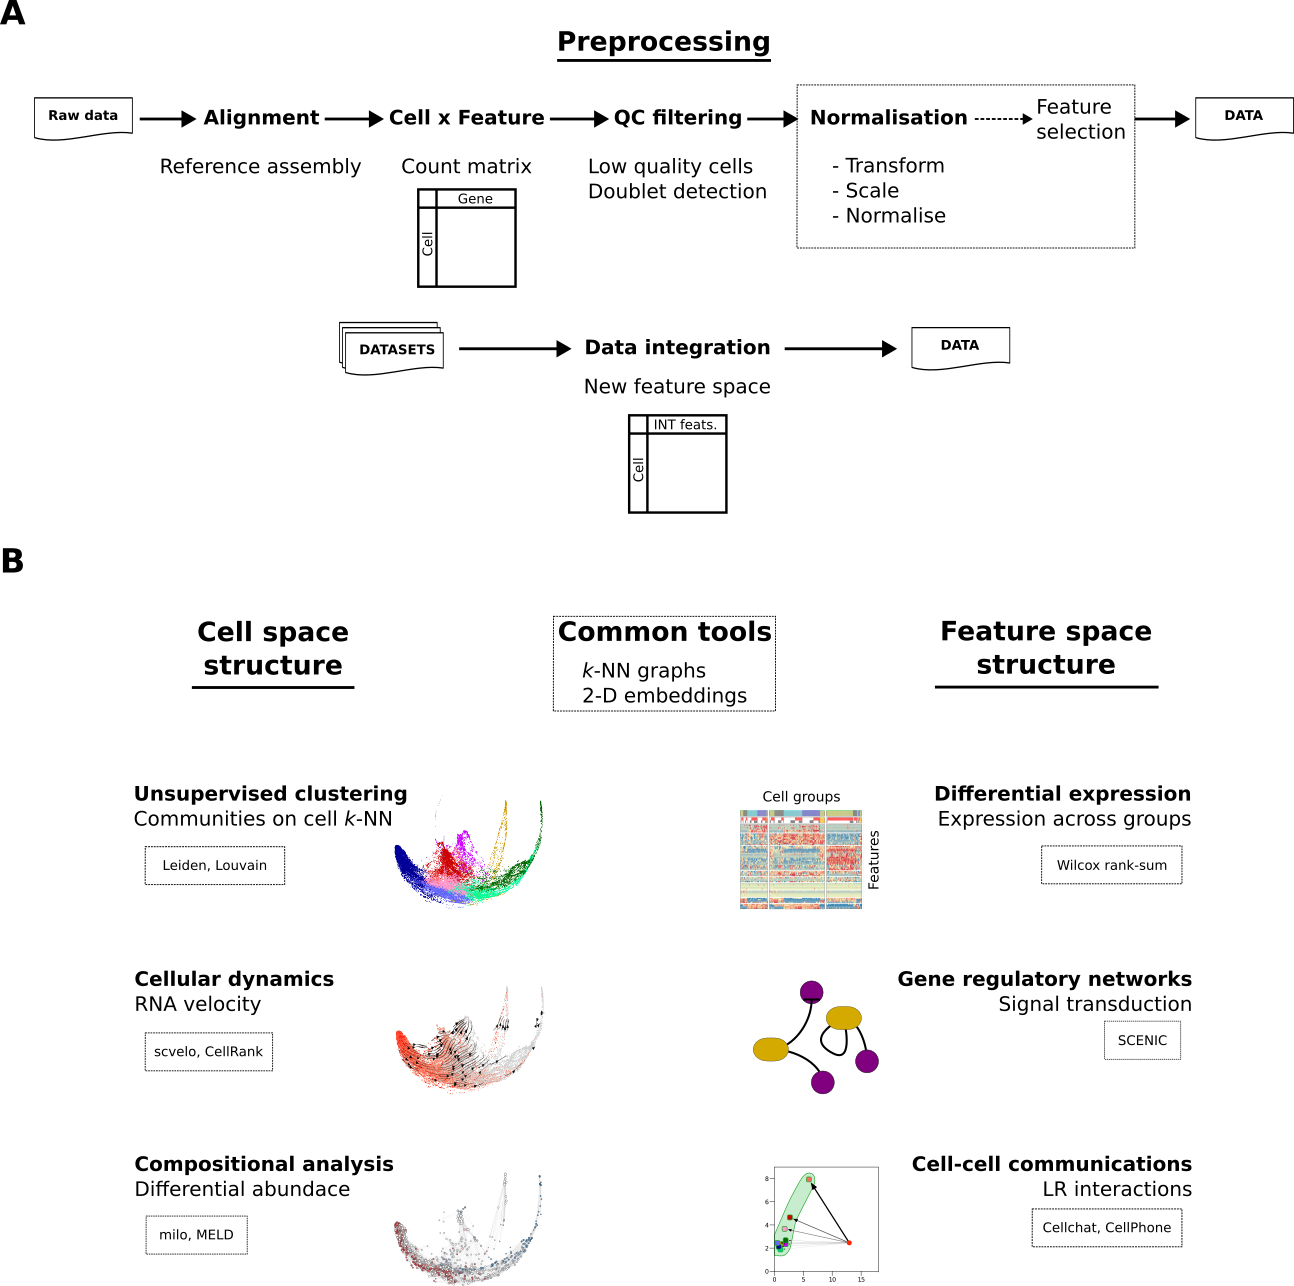 A
Preprocessing
Raw data
Alignment
Cell x Feature
QC filtering
Normalisation
Feature
selection
DATA
Reference assembly
Count matrix
Low quality cells
Doublet detection
- Transform
- Scale
- Normalise
Gene
Cell
DATASETS
Data integration
DATA
New feature space
INT feats.
Cell
B
Cell space
structure
Common tools
k-NN graphs
2-D embeddings
Feature space
structure
Unsupervised clustering
Communities on cell k-NN
Leiden, Louvain
Cell groups
Features
Differential expression
Expression across groups
Wilcox rank-sum
Cellular dynamics
RNA velocity
scvelo, CellRank
Gene regulatory networks
Signal transduction
SCENIC
Compositional analysis
Differential abundace
milo, MELD
8
6
4
2
0
0 5 10 15
Cell-cell communications
LR interactions
Cellchat, CellPhone